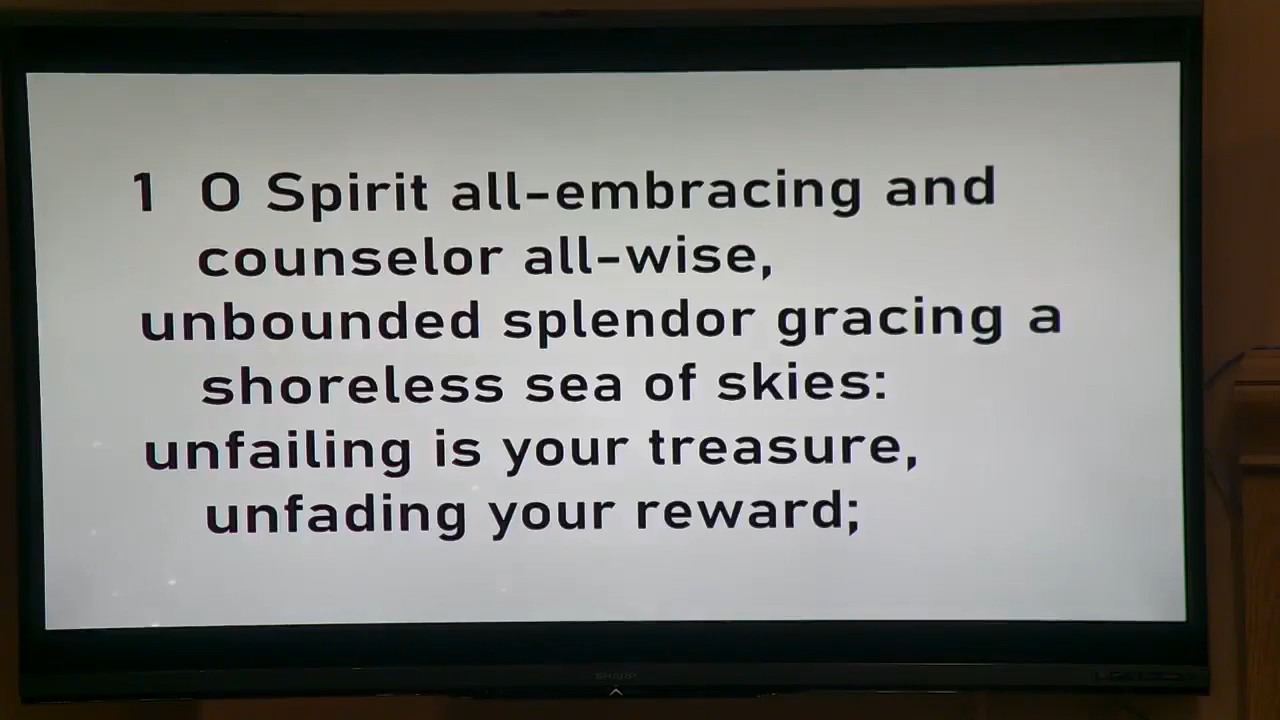 1 O Spirit all-embracing and
counselor all-wise,
unbounded splendor gracing a
shoreless sea of skies:
unfailing is your treasure,
unfading your reward;
SHARP